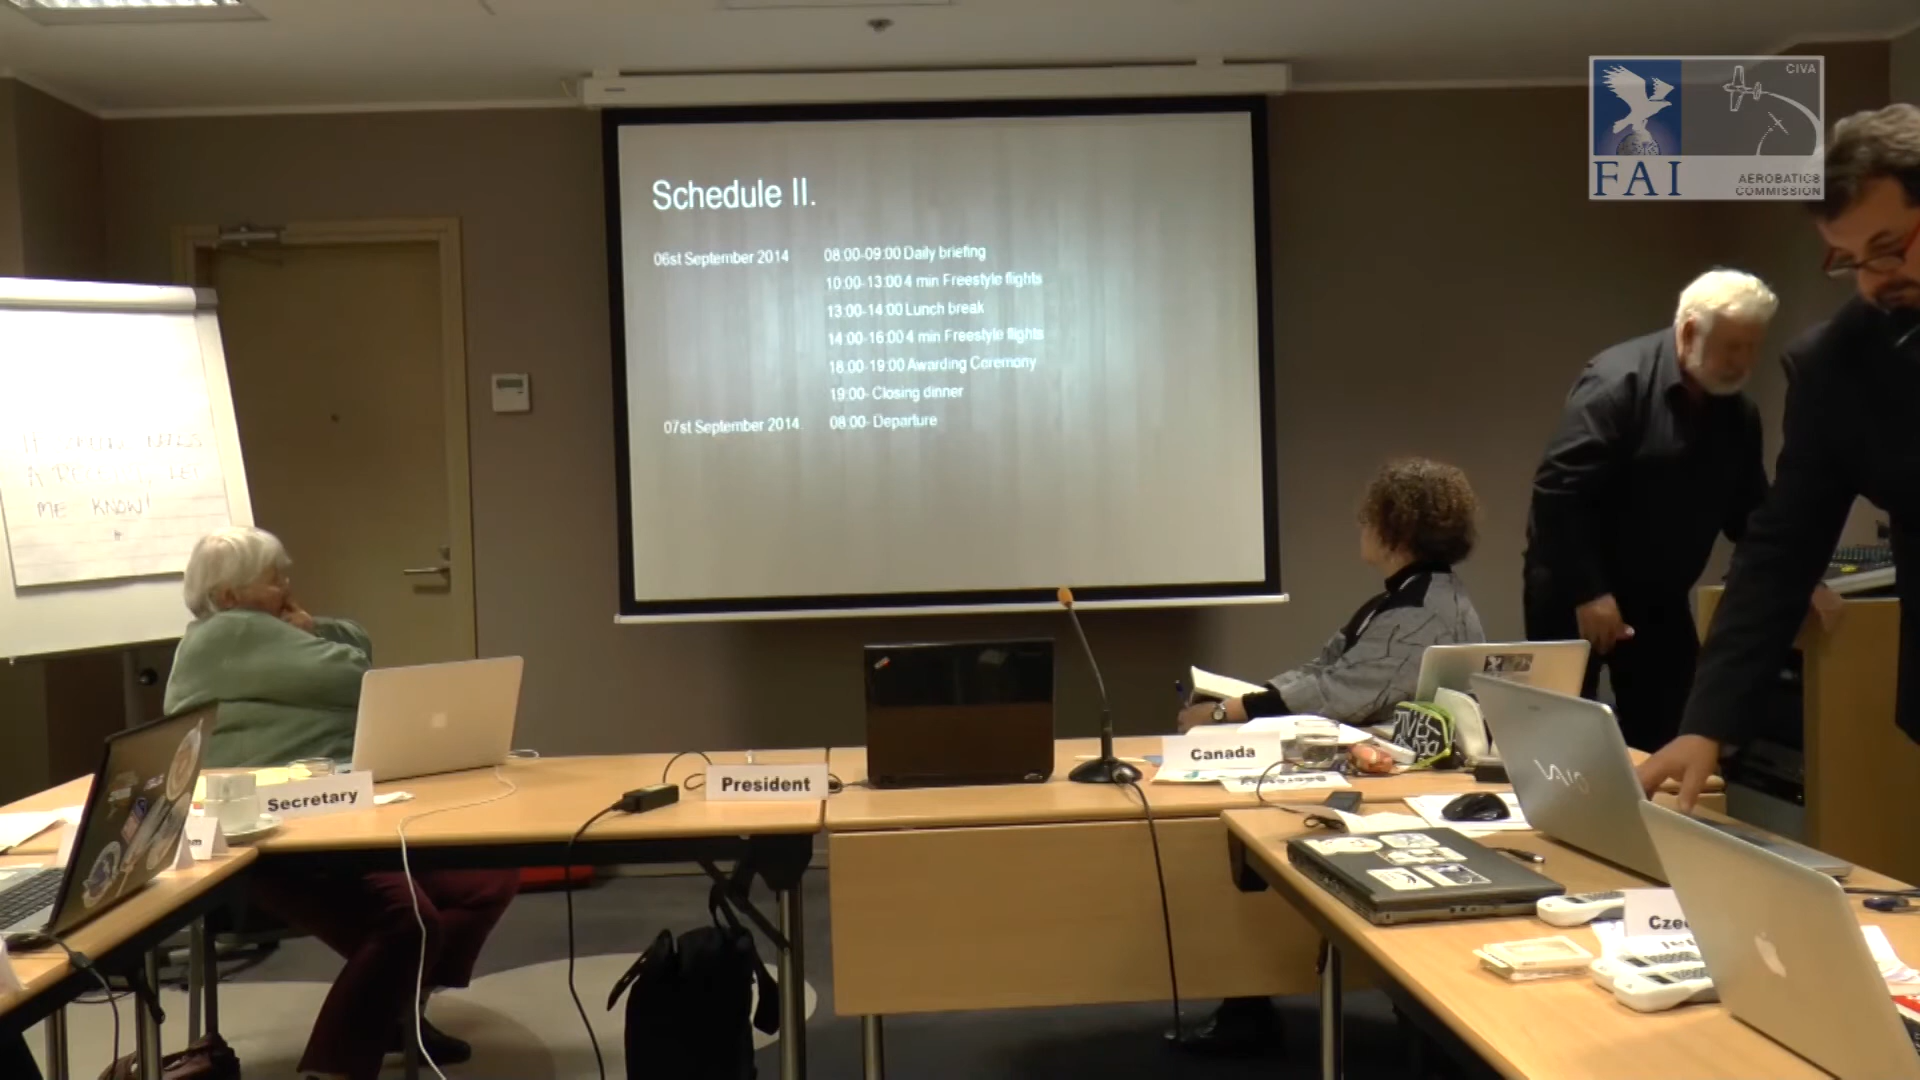 CIVA
FAI
AEROBATICS
COMMISSION
Schedule II.
06st September 2014 08:00-09:00 Daily briefing
10:00-13:00 4 min Freestyle flights
13:00-14:00 Lunch break
14:00-16:00 4 min Freestyle flights
18:00-19:00 Awarding Ceremony
19:00- Closing dinner
07st September 2014. 08:00- Departure
ME KNOW!
Secretary
President
Canada
VAIO